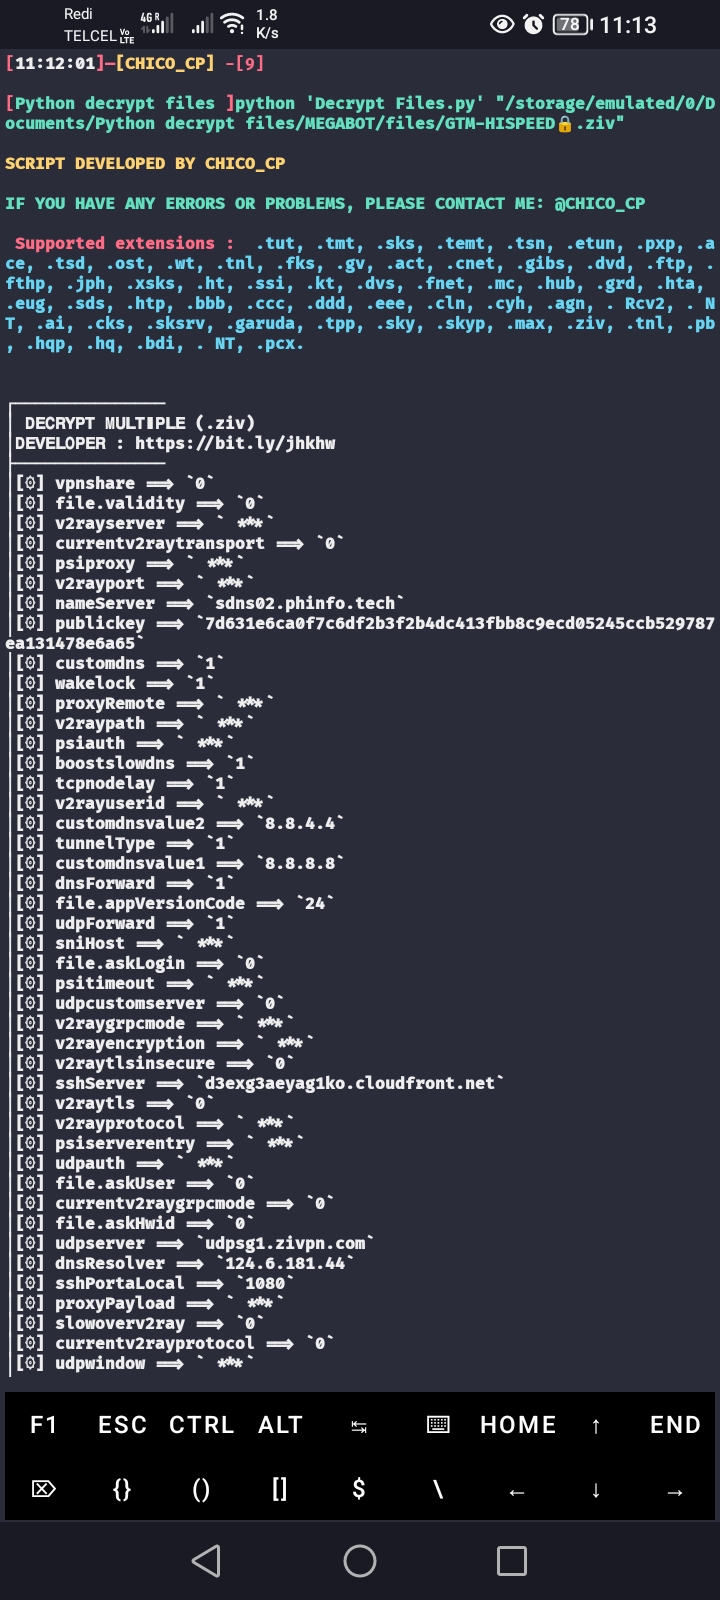 Redi
TELCEL Vo LTE 4G R 1.8 K/s 78 11:13
[11:12:01]—[CHICO_CP] -[9]
[Python decrypt files ]python 'Decrypt Files.py' "/storage/emulated/0/D
ocuments/Python decrypt files/MEGABOT/files/GTM-HISPEED🔒.ziv"
SCRIPT DEVELOPED BY CHICO_CP
IF YOU HAVE ANY ERRORS OR PROBLEMS, PLEASE CONTACT ME: @CHICO_CP
Supported extensions :  .tut, .tmt, .sks, .temt, .tsn, .etun, .pxp, .a
ce, .tsd, .ost, .wt, .tnl, .fks, .gv, .act, .cnet, .gibs, .dvd, .ftp, .
fthp, .jph, .xsks, .ht, .ssi, .kt, .dvs, .fnet, .mc, .hub, .grd, .hta,
.eug, .sds, .htp, .bbb, .ccc, .ddd, .eee, .cln, .cyh, .agn, . Rcv2, . N
T, .ai, .cks, .sksrv, .garuda, .tpp, .sky, .skyp, .max, .ziv, .tnl, .pb
, .hqp, .hq, .bdi, . NT, .pcx.
DECRYPT MULTIPLE (.ziv)
DEVELOPER : https://bit.ly/jhkhw
[۞] vpnshare ==> `0`
[۞] file.validity ==> `0`
[۞] v2rayserver ==> ` ***`
[۞] currentv2raytransport ==> `0`
[۞] psiproxy ==> ` ***`
[۞] v2rayport ==> ` ***`
[۞] nameServer ==> `sdns02.phinfo.tech`
[۞] publickey ==> `7d631e6ca0f7c6df2b3f2b4dc413fbb8c9ecd05245ccb529787
ea131478e6a65`
[۞] customdns ==> `1`
[۞] wakelock ==> `1`
[۞] proxyRemote ==> ` ***`
[۞] v2raypath ==> ` ***`
[۞] psiauth ==> ` ***`
[۞] boostslowdns ==> `1`
[۞] tcpnodelay ==> `1`
[۞] v2rayuserid ==> ` ***`
[۞] customdnsvalue2 ==> `8.8.4.4`
[۞] tunnelType ==> `1`
[۞] customdnsvalue1 ==> `8.8.8.8`
[۞] dnsForward ==> `1`
[۞] file.appVersionCode ==> `24`
[۞] udpForward ==> `1`
[۞] sniHost ==> ` ***`
[۞] file.askLogin ==> `0`
[۞] psitimeout ==> ` ***`
[۞] udpcustomserver ==> `0`
[۞] v2raygrpcmode ==> ` ***`
[۞] v2rayencryption ==> ` ***`
[۞] v2raytlsinsecure ==> `0`
[۞] sshServer ==> `d3exg3aeyag1ko.cloudfront.net`
[۞] v2raytls ==> `0`
[۞] v2rayprotocol ==> ` ***`
[۞] psiserverentry ==> ` ***`
[۞] udpauth ==> ` ***`
[۞] file.askUser ==> `0`
[۞] currentv2raygrpcmode ==> `0`
[۞] file.askHwid ==> `0`
[۞] udpserver ==> `udpsg1.zivpn.com`
[۞] dnsResolver ==> `124.6.181.44`
[۞] sshPortaLocal ==> `1080`
[۞] proxyPayload ==> ` ***`
[۞] slowoverv2ray ==> `0`
[۞] currentv2rayprotocol ==> `0`
[۞] udpwindow ==> ` ***`
F1 ESC CTRL ALT ⇆ ⌨ HOME ↑ END
⌦ {} () [] $ \ ← ↓ →